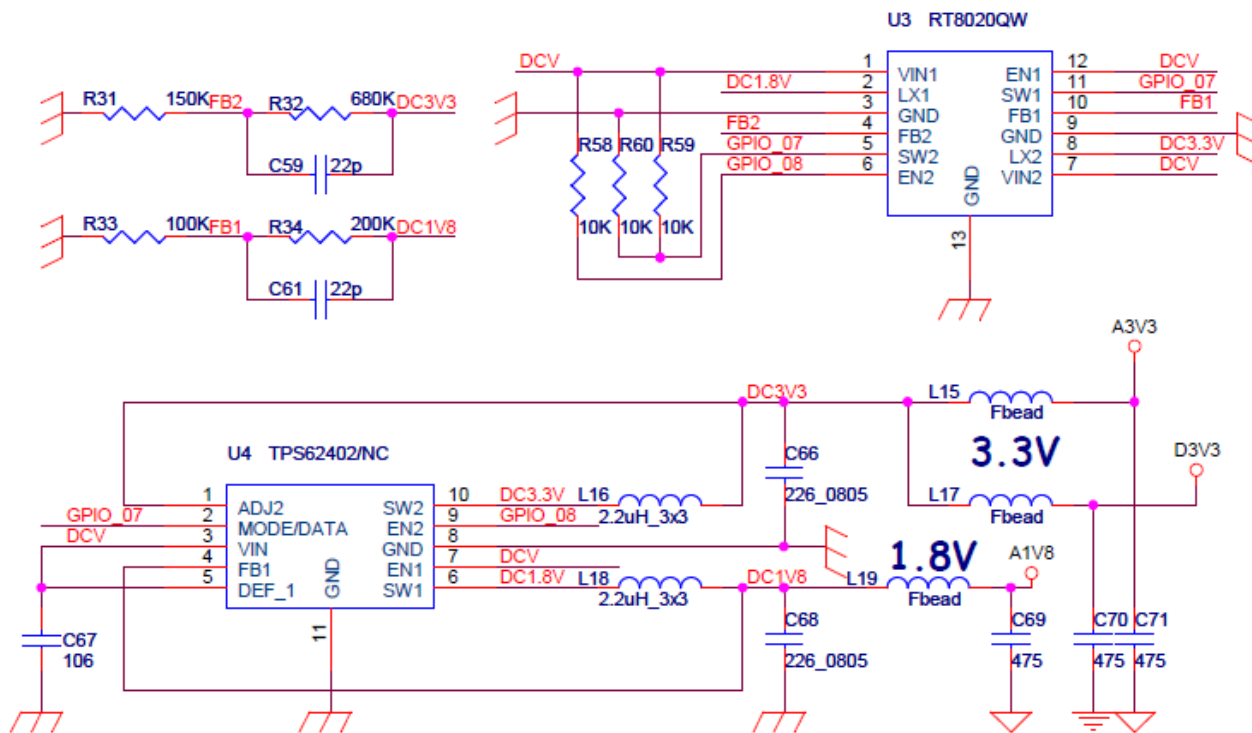 U3 RT8020QW
DCV 1 VIN1 EN1 12 DCV
DC1.8V 2 LX1 SW1 11 GPIO_07
3 GND FB1 10 FB1
FB2 4 FB2 GND 9
GPIO_07 5 SW2 LX2 8 DC3.3V
GPIO_08 6 EN2 VIN2 7 DCV
GND
13
R58 R60 R59
10K 10K 10K
R31 150K FB2 R32 680K DC3V3
C59 22p
R33 100K FB1 R34 200K DC1V8
C61 22p
A3V3
DC3V3 L15
Fbead
3.3V
D3V3
L17
Fbead
U4 TPS62402/NC
1 ADJ2 SW2 10 DC3.3V L16
2.2uH_3x3
GPIO_07 2 MODE/DATA EN2 9 GPIO_08
DCV 3 VIN GND 8
4 FB1 EN1 7 DCV
5 DEF_1 SW1 6 DC1.8V L18
2.2uH_3x3
GND
11
C66
226_0805
1.8V
A1V8
DC1V8 L19
Fbead
C67
106
C68
226_0805
C69
475
C70
475
C71
475